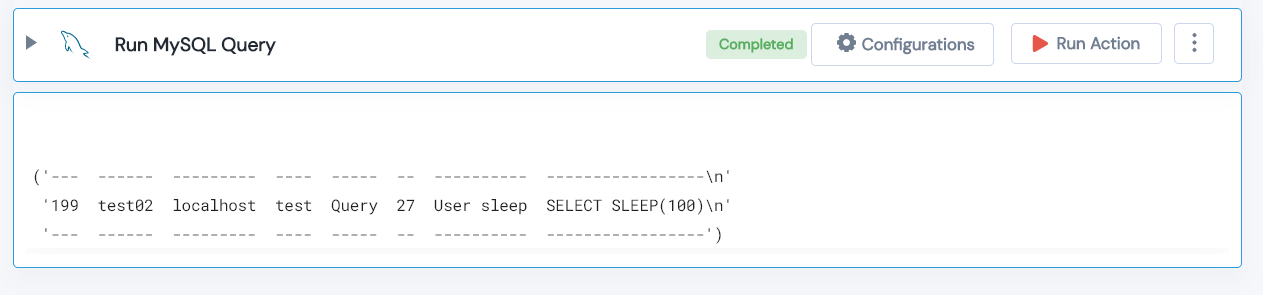 Run MySQL Query Completed Configurations Run Action
('---  ------  ---------  ----  -----  --  ----------  -----------------\n'
'199  test02  localhost  test  Query  27  User sleep  SELECT SLEEP(100)\n'
'---  ------  ---------  ----  -----  --  ----------  -----------------')